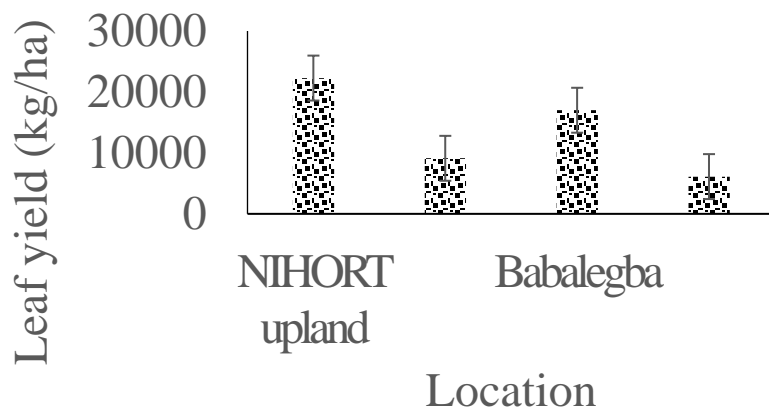 Leaf yield (kg/ha)
30000
20000
10000
0
NIHORT
upland
Babalegba
Location